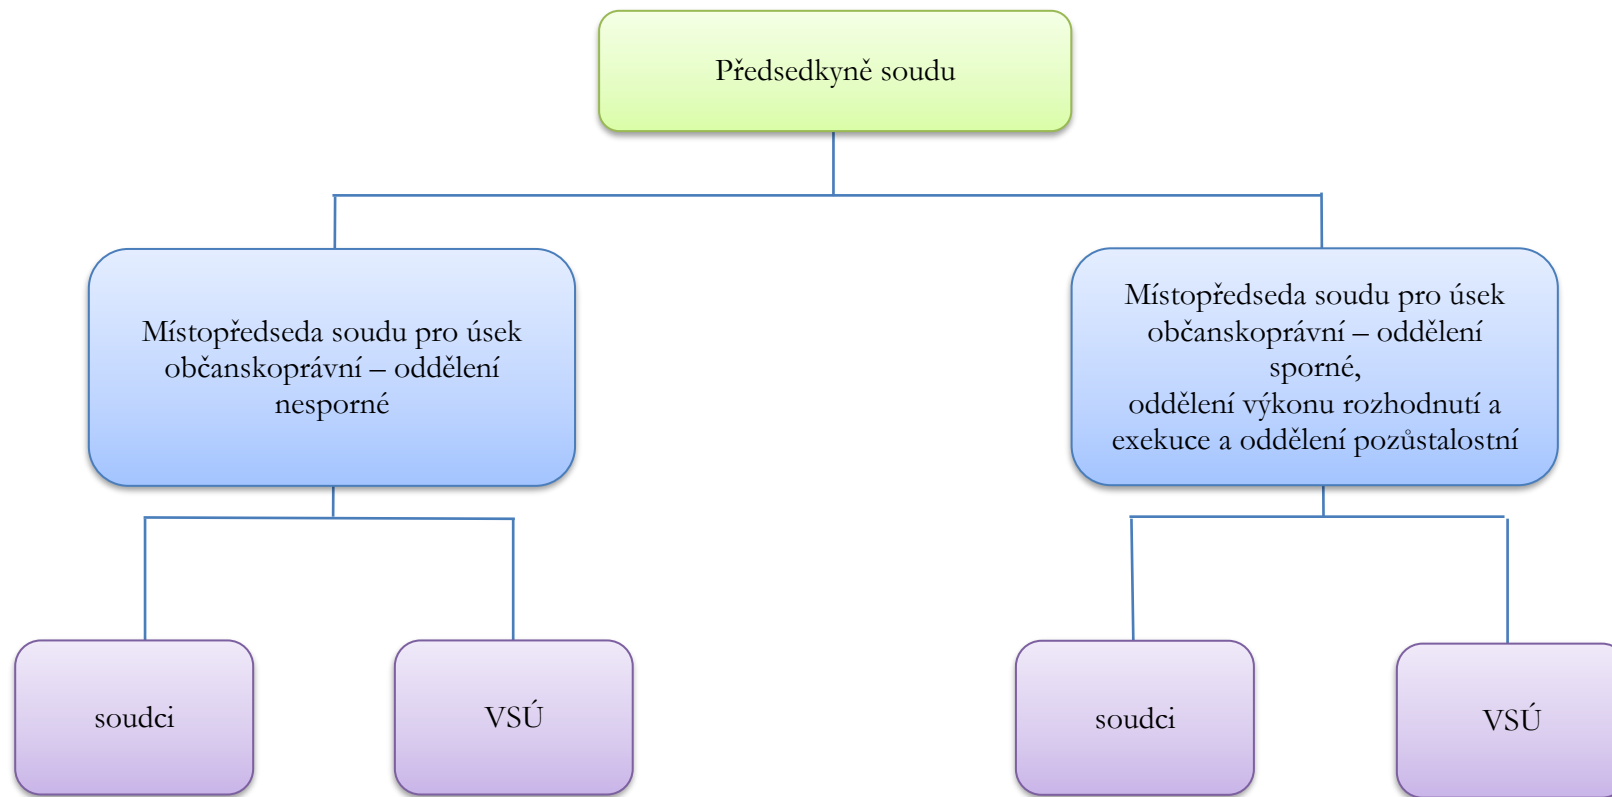 Předsedkyně soudu
Místopředseda soudu pro úsek
občanskoprávní – oddělení
nesporné
Místopředseda soudu pro úsek
občanskoprávní – oddělení
sporné,
oddělení výkonu rozhodnutí a
exekuce a oddělení pozůstalostní
soudci
VSÚ
soudci
VSÚ